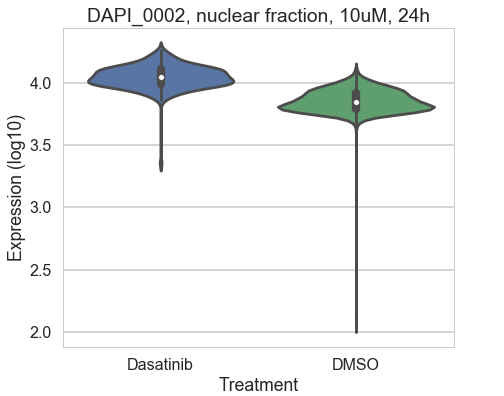 DAPI_0002, nuclear fraction, 10uM, 24h
Expression (log10)
4.0
3.5
3.0
2.5
2.0
Dasatinib DMSO
Treatment